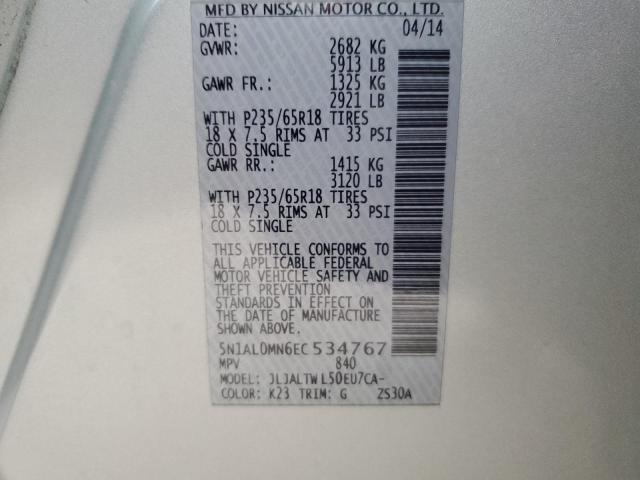 MFD BY NISSAN MOTOR CO., LTD.
DATE: 04/14
GVWR: 2682 KG
5913 LB
GAWR FR.: 1325 KG
2921 LB
WITH P235/65R18 TIRES
18 X 7.5 RIMS AT 33 PSI
COLD SINGLE
GAWR RR.: 1415 KG
3120 LB
WITH P235/65R18 TIRES
18 X 7.5 RIMS AT 33 PSI
COLD SINGLE
THIS VEHICLE CONFORMS TO
ALL APPLICABLE FEDERAL
MOTOR VEHICLE SAFETY AND
THEFT PREVENTION
STANDARDS IN EFFECT ON
THE DATE OF MANUFACTURE
SHOWN ABOVE.
5N1AL0MN6EC534767
MPV 840
MODEL: JLJALTWL50EU7CA-
COLOR: K23 TRIM: G ZS30A